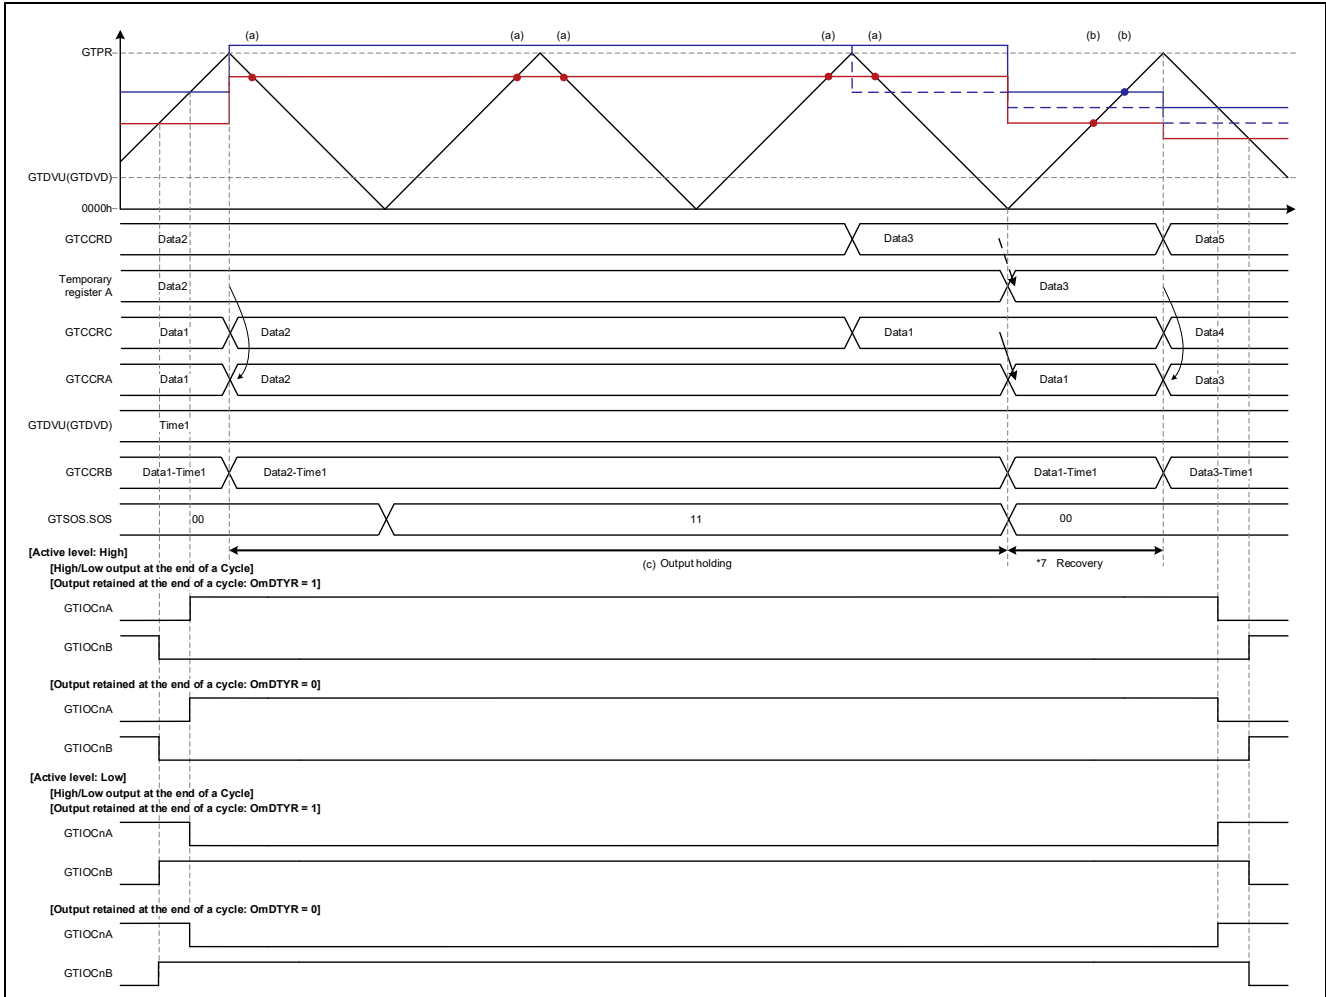 (a) (a) (a) (a) (a) (b) (b)
GTPR
GTDVU(GTDVD)
0000h
GTCCRD Data2 Data3 Data5
Temporary
register A Data2 Data3
GTCCRC Data1 Data2 Data1 Data4
GTCCRA Data1 Data2 Data1 Data3
GTDVU(GTDVD) Time1
GTCCRB Data1-Time1 Data2-Time1 Data1-Time1 Data3-Time1
GTSOS.SOS 00 11 00
[Active level: High]
(c) Output holding *7 Recovery
[High/Low output at the end of a Cycle]
[Output retained at the end of a cycle: OmDTYR = 1]
GTIOCnA
GTIOCnB
[Output retained at the end of a cycle: OmDTYR = 0]
GTIOCnA
GTIOCnB
[Active level: Low]
[High/Low output at the end of a Cycle]
[Output retained at the end of a cycle: OmDTYR = 1]
GTIOCnA
GTIOCnB
[Output retained at the end of a cycle: OmDTYR = 0]
GTIOCnA
GTIOCnB